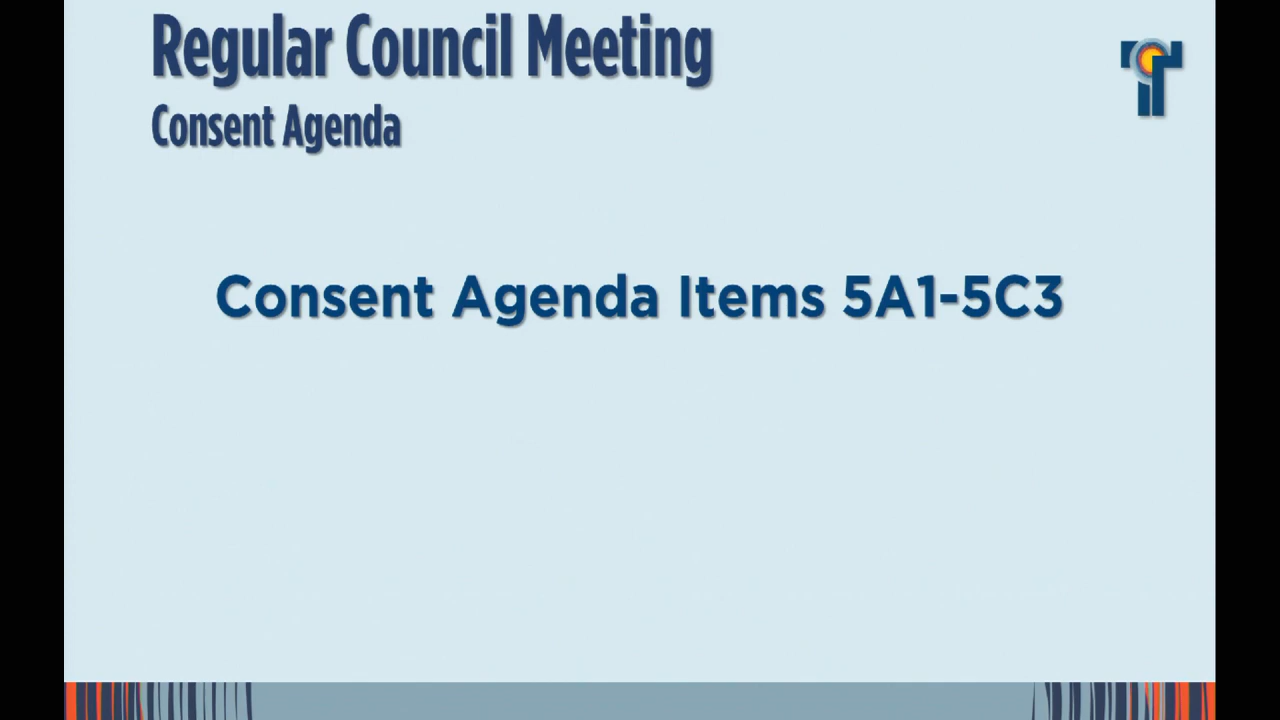 Regular Council Meeting
Consent Agenda
Consent Agenda Items 5A1-5C3